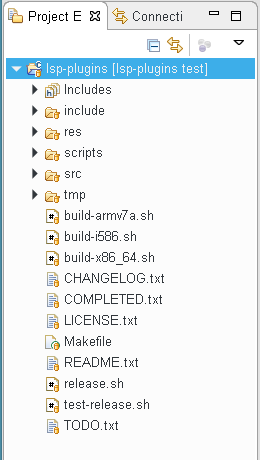 Project E
Connecti
lsp-plugins [lsp-plugins test]
Includes
include
res
scripts
src
tmp
build-armv7a.sh
build-i586.sh
build-x86_64.sh
CHANGELOG.txt
COMPLETED.txt
LICENSE.txt
Makefile
README.txt
release.sh
test-release.sh
TODO.txt